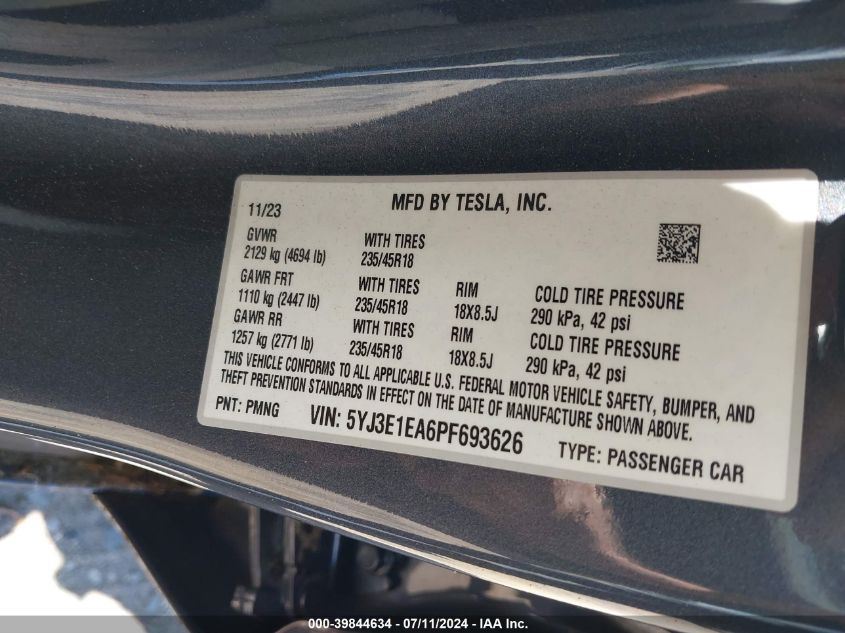 11/23
MFD BY TESLA, INC.
GVWR
2129 kg (4694 lb)
WITH TIRES
235/45R18
GAWR FRT
1110 kg (2447 lb)
WITH TIRES
235/45R18
RIM
18X8.5J
COLD TIRE PRESSURE
290 kPa, 42 psi
GAWR RR
1257 kg (2771 lb)
WITH TIRES
235/45R18
RIM
18X8.5J
COLD TIRE PRESSURE
290 kPa, 42 psi
THIS VEHICLE CONFORMS TO ALL APPLICABLE U.S. FEDERAL MOTOR VEHICLE SAFETY, BUMPER, AND
THEFT PREVENTION STANDARDS IN EFFECT ON THE DATE OF MANUFACTURE SHOWN ABOVE.
PNT: PMNG
VIN: 5YJ3E1EA6PF693626
TYPE: PASSENGER CAR
000-39844634 - 07/11/2024 - IAA Inc.